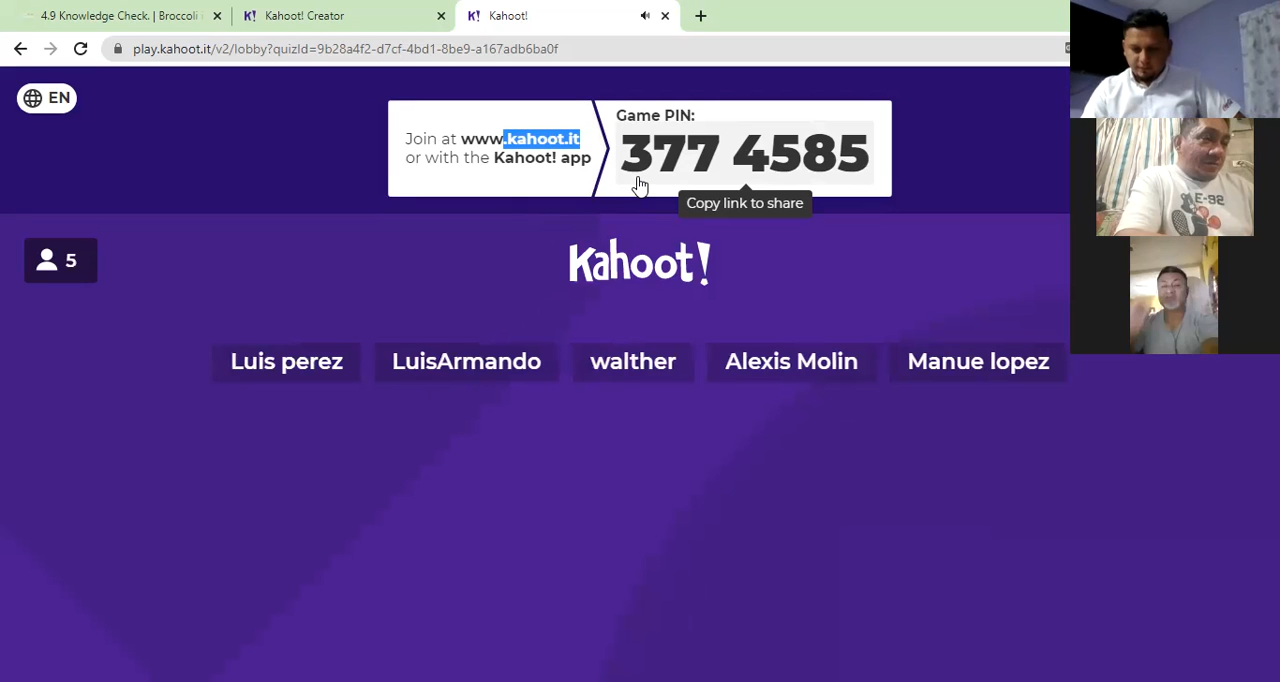 4.9 Knowledge Check. | Broccoli
Kahoot! Creator
Kahoot!
play.kahoot.it/v2/lobby?quizId=9b28a4f2-d7cf-4bd1-8be9-a167adb6ba0f
EN
Join at www.kahoot.it
or with the Kahoot! app
Game PIN:
377 4585
Copy link to share
5
Kahoot!
Luis perez
LuisArmando
walther
Alexis Molin
Manue lopez
E-92